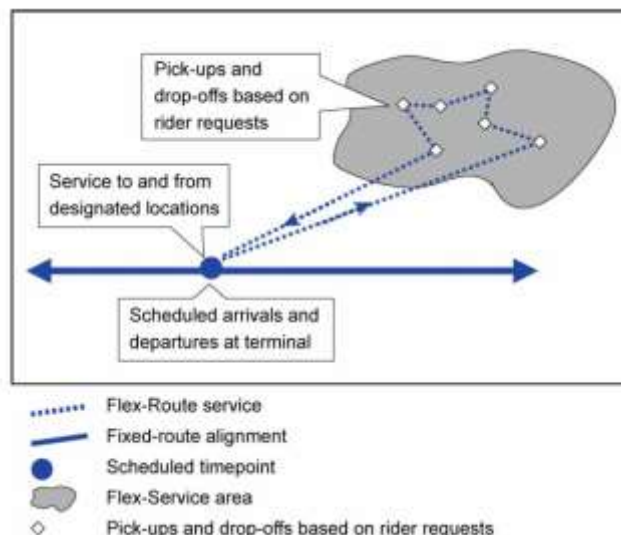 Pick-ups and
drop-offs based on
rider requests
Service to and from
designated locations
Scheduled arrivals and
departures at terminal
Flex-Route service
Fixed-route alignment
Scheduled timepoint
Flex-Service area
Pick-ups and drop-offs based on rider requests